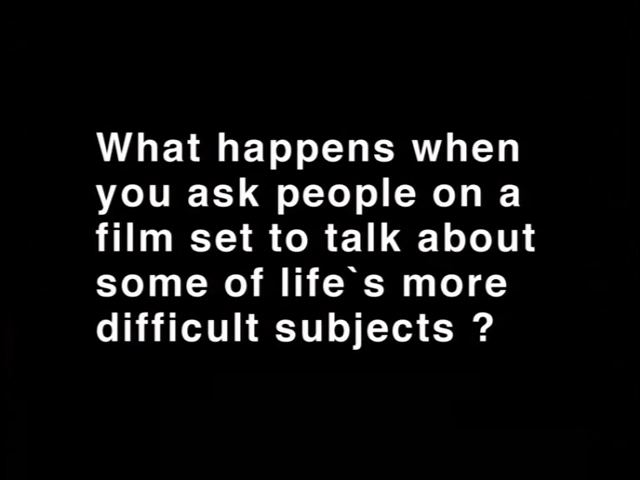 What happens when
you ask people on a
film set to talk about
some of life`s more
difficult subjects ?